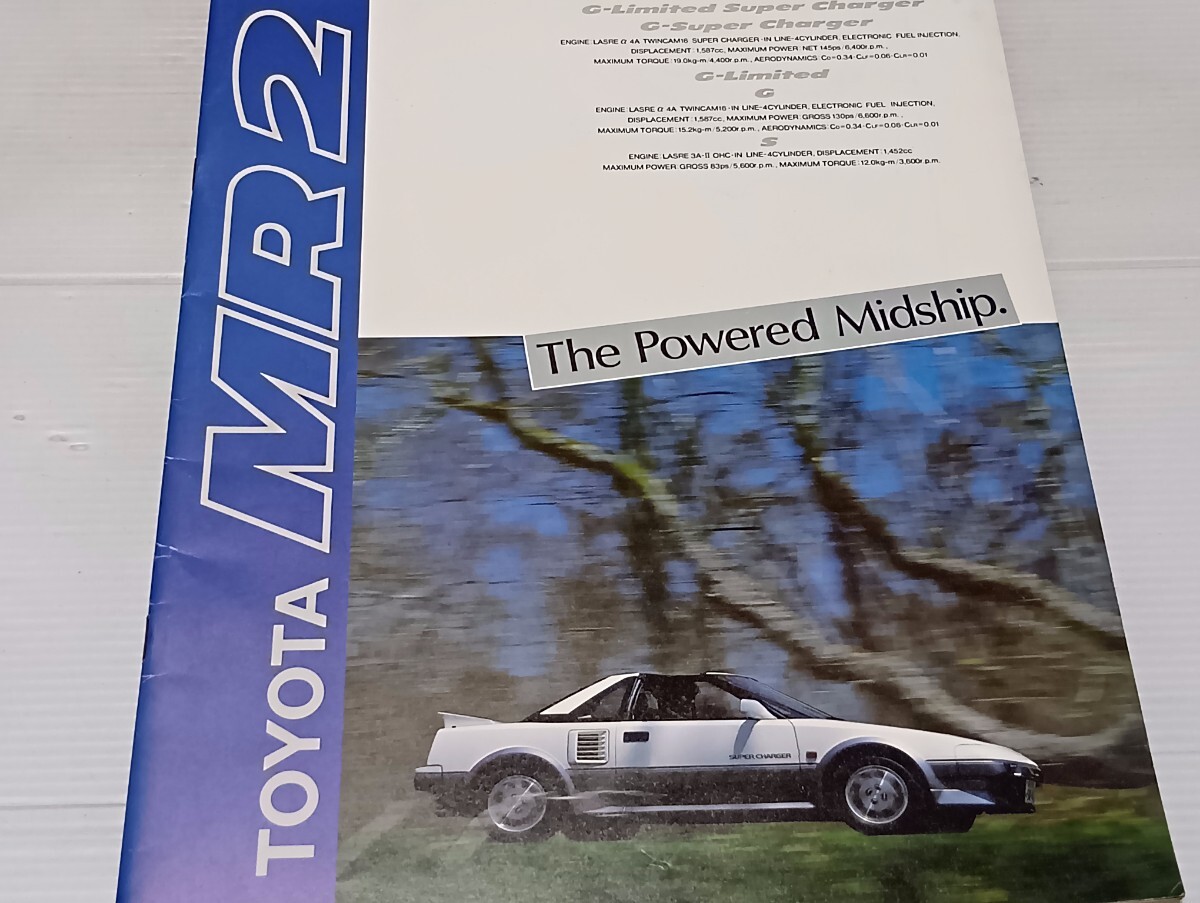 G-Limited Super Charger
G-Super Charger
ENGINE: LASRE α 4A TWINCAM16 SUPER CHARGER·IN LINE-4CYLINDER, ELECTRONIC FUEL INJECTION,
DISPLACEMENT: 1,587cc, MAXIMUM POWER: NET 145ps/6,400r.p.m.,
MAXIMUM TORQUE: 19.0kg-m/4,400r.p.m., AERODYNAMICS: CD=0.34·CLF=0.06·CLR=0.01
G-Limited
G
ENGINE: LASRE α 4A TWINCAM16·IN LINE-4CYLINDER, ELECTRONIC FUEL INJECTION,
DISPLACEMENT: 1,587cc, MAXIMUM POWER: GROSS 130ps/6,600r.p.m.,
MAXIMUM TORQUE: 15.2kg-m/5,200r.p.m., AERODYNAMICS: CD=0.34·CLF=0.06·CLR=0.01
S
ENGINE: LASRE 3A-II OHC·IN LINE-4CYLINDER, DISPLACEMENT: 1,452cc
MAXIMUM POWER: GROSS 83ps/5,600r.p.m., MAXIMUM TORQUE: 12.0kg-m/3,600r.p.m.
TOYOTA MR2
The Powered Midship.
SUPER CHARGER